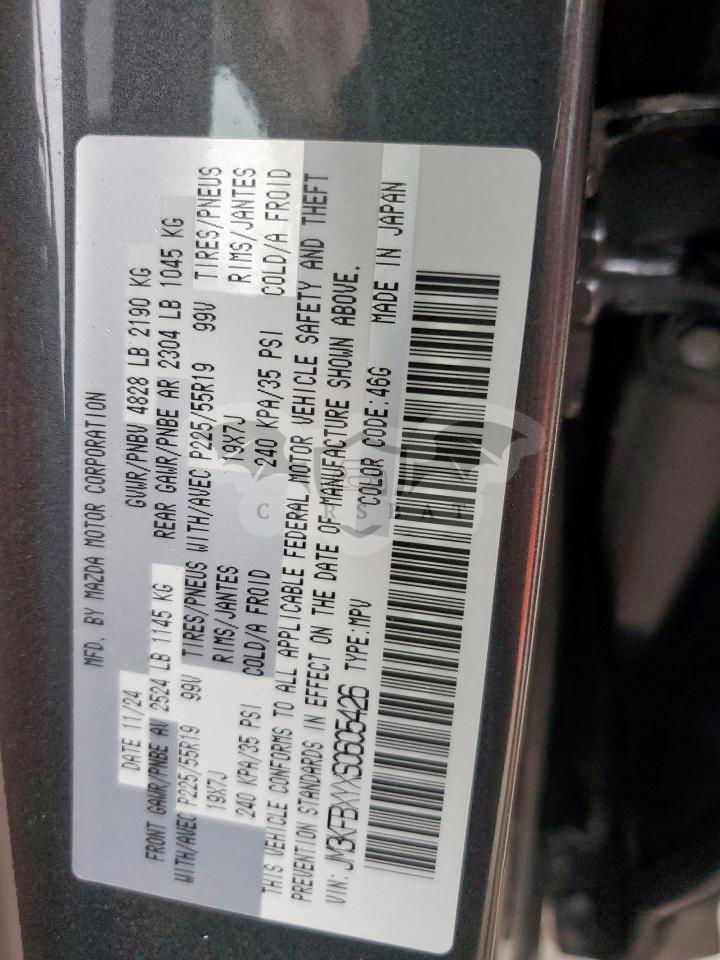 MFD. BY MAZDA MOTOR CORPORATION
DATE 11/24 GVWR/PNBV 4828 LB 2190 KG
FRONT GAWR/PNBE AV 2524 LB 1145 KG REAR GAWR/PNBE AR 2304 LB 1045 KG
WITH/AVEC P225/55R19 99V TIRES/PNEUS WITH/AVEC P225/55R19 99V TIRES/PNEUS
19X7J RIMS/JANTES 19X7J RIMS/JANTES
240 KPA/35 PSI COLD/A FROID 240 KPA/35 PSI COLD/A FROID
THIS VEHICLE CONFORMS TO ALL APPLICABLE FEDERAL MOTOR VEHICLE SAFETY AND THEFT
PREVENTION STANDARDS IN EFFECT ON THE DATE OF MANUFACTURE SHOWN ABOVE.
VIN: JM3KFBXYXS0605426 TYPE:MPV COLOR CODE:46G MADE IN JAPAN